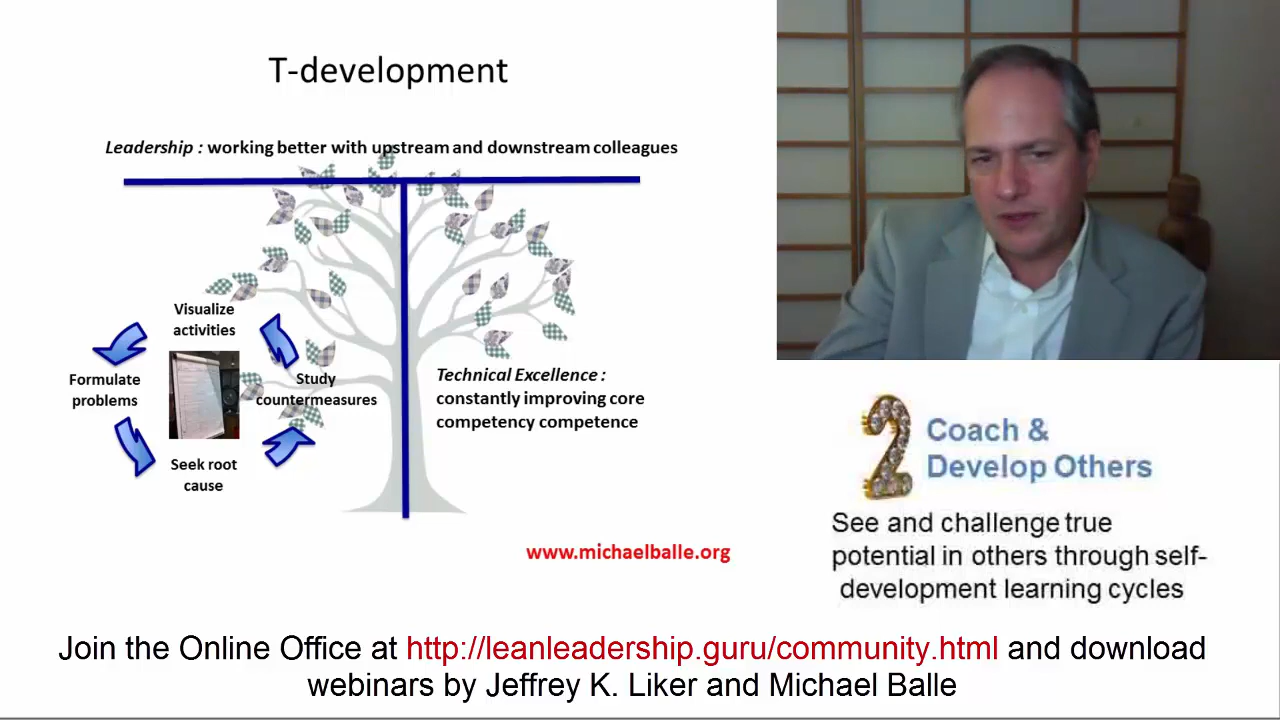 T-development
Leadership : working better with upstream and downstream colleagues
Visualize
activities
Formulate
problems
Study
countermeasures
Seek root
cause
Technical Excellence :
constantly improving core
competency competence
www.michaelballe.org
2
Coach &
Develop Others
See and challenge true
potential in others through self-
development learning cycles
Join the Online Office at http://leanleadership.guru/community.html and download
webinars by Jeffrey K. Liker and Michael Balle